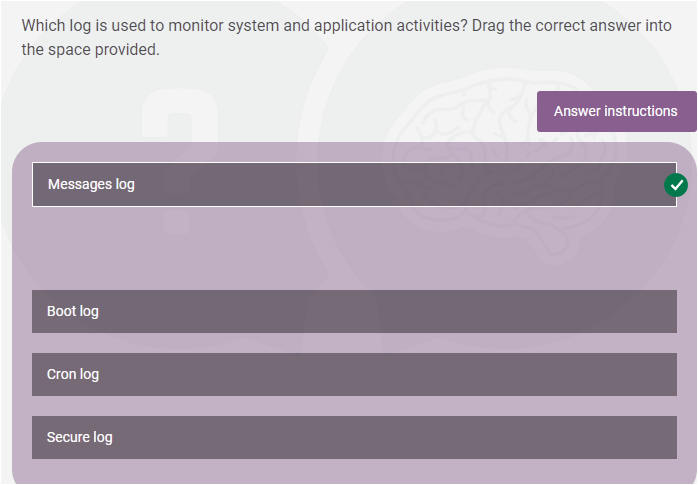 Which log is used to monitor system and application activities? Drag the correct answer into
the space provided.
Answer instructions
Messages log
Boot log
Cron log
Secure log